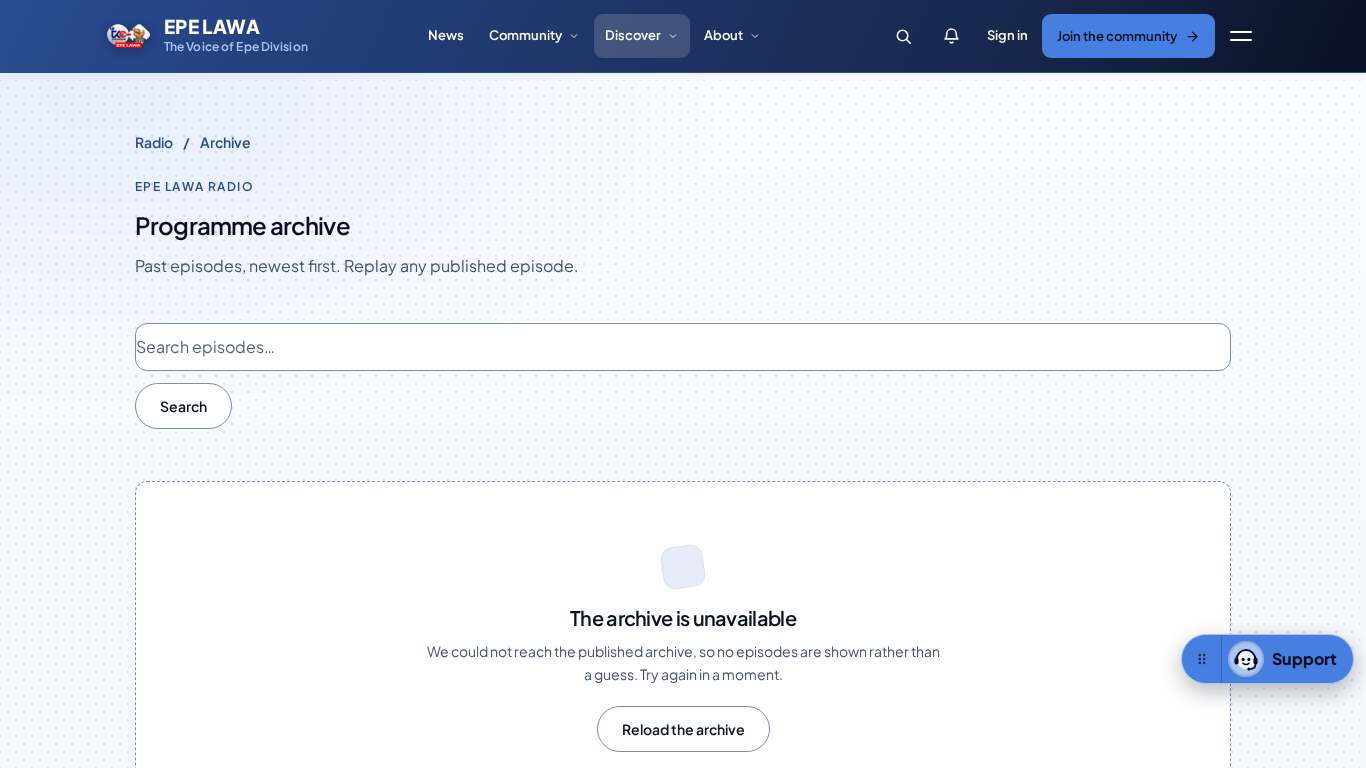 EPE LAWA
The Voice of Epe Division
EPE LAWA
News
Community
Discover
About
Sign in
Join the community
Radio / Archive
EPE LAWA RADIO
Programme archive
Past episodes, newest first. Replay any published episode.
Search episodes…
Search
The archive is unavailable
We could not reach the published archive, so no episodes are shown rather than
a guess. Try again in a moment.
Reload the archive
Support